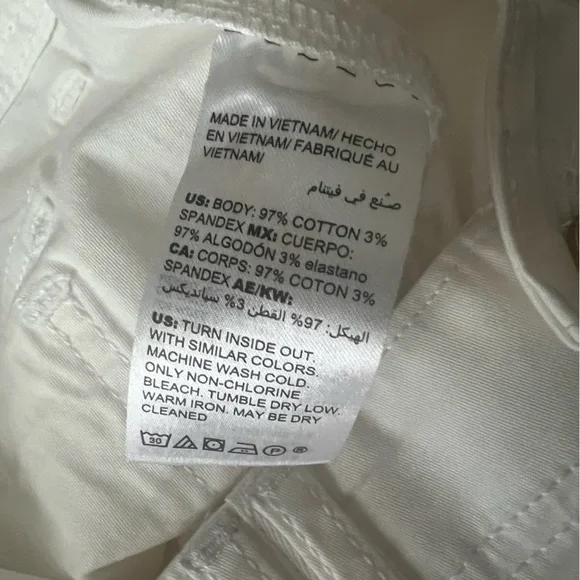 MADE IN VIETNAM/ HECHO
EN VIETNAM/ FABRIQUÉ AU
VIETNAM/
صنع في فيتنام
US: BODY: 97% COTTON 3%
SPANDEX MX: CUERPO:
97% ALGODÓN 3% elastano
CA: CORPS: 97% COTON 3%
SPANDEX AE/KW:
الهيكل: 97% القطن 3% سبانديكس
US: TURN INSIDE OUT.
WITH SIMILAR COLORS.
MACHINE WASH COLD.
ONLY NON-CHLORINE
BLEACH. TUMBLE DRY LOW.
WARM IRON. MAY BE DRY
CLEANED
30 P ®